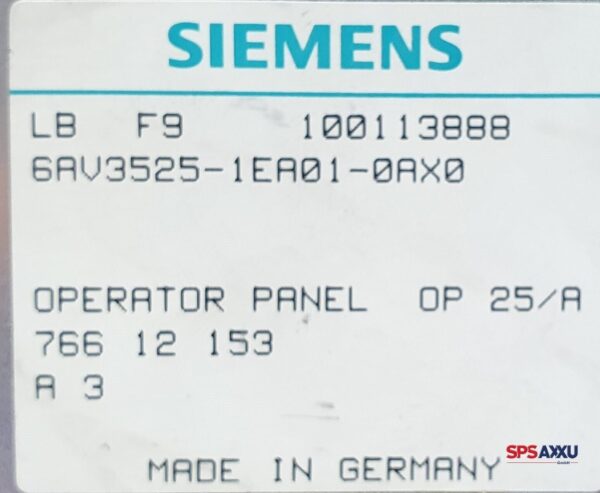 SIEMENS
LB F9 100113888
6AV3525-1EA01-0AX0
OPERATOR PANEL OP 25/A
766 12 153
A 3
MADE IN GERMANY
SPS AXXU
GmbH